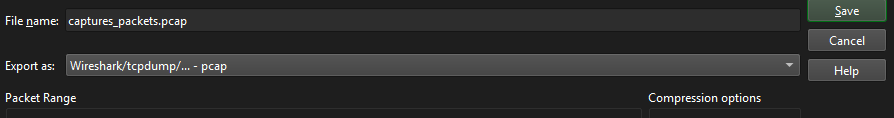 File name: captures_packets.pcap
Save
Cancel
Export as: Wireshark/tcpdump/... - pcap
Help
Packet Range
Compression options